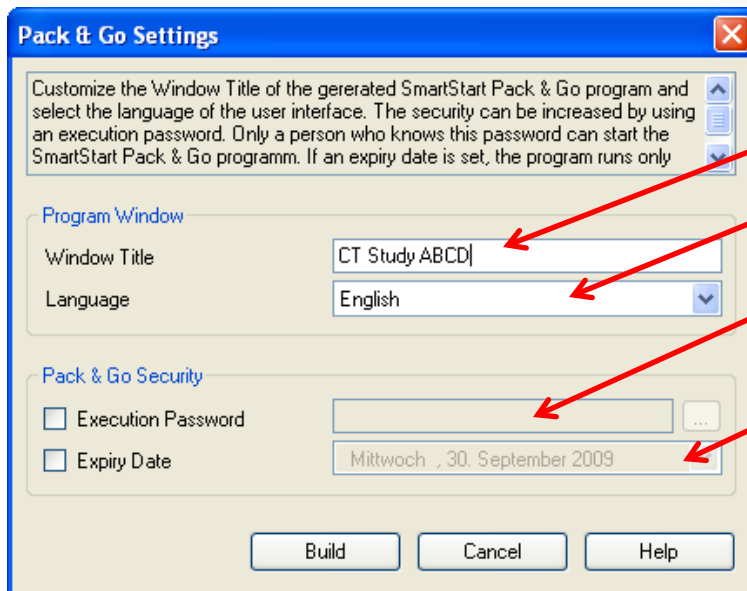 Pack & Go Settings
Customize the Window Title of the gererated SmartStart Pack & Go program and
select the language of the user interface. The security can be increased by using
an execution password. Only a person who knows this password can start the
SmartStart Pack & Go programm. If an expiry date is set, the program runs only
Program Window
Window Title CT Study ABCD
Language English
Pack & Go Security
Execution Password ...
Expiry Date Mittwoch , 30. September 2009
Build Cancel Help